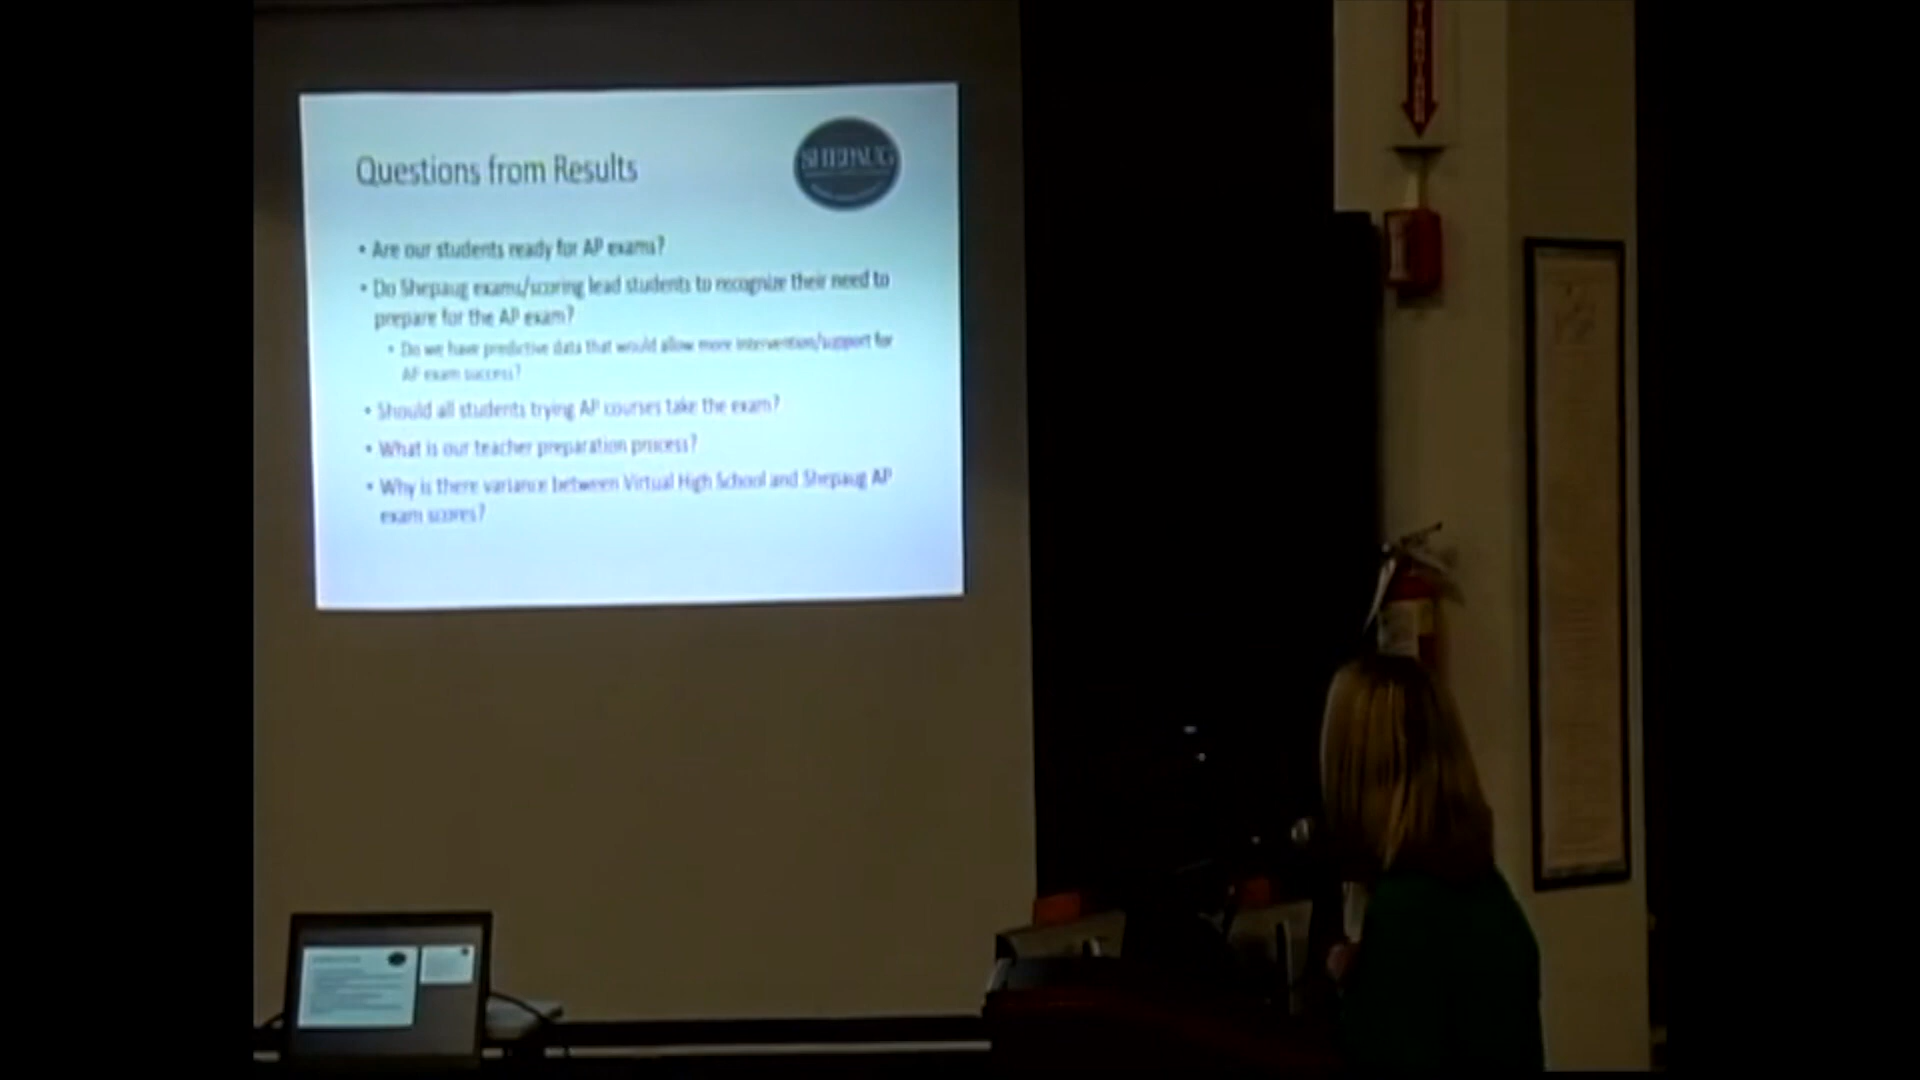 Questions from Results
SHEPAUG
• Are our students ready for AP exams?
• Do Shepaug exams/scoring lead students to recognize their need to
prepare for the AP exam?
• Do we have predictive data that would allow more intervention/support for
AP exam success?
• Should all students trying AP courses take the exam?
• What is our teacher preparation process?
• Why is there variance between Virtual High School and Shepaug AP
exam scores?